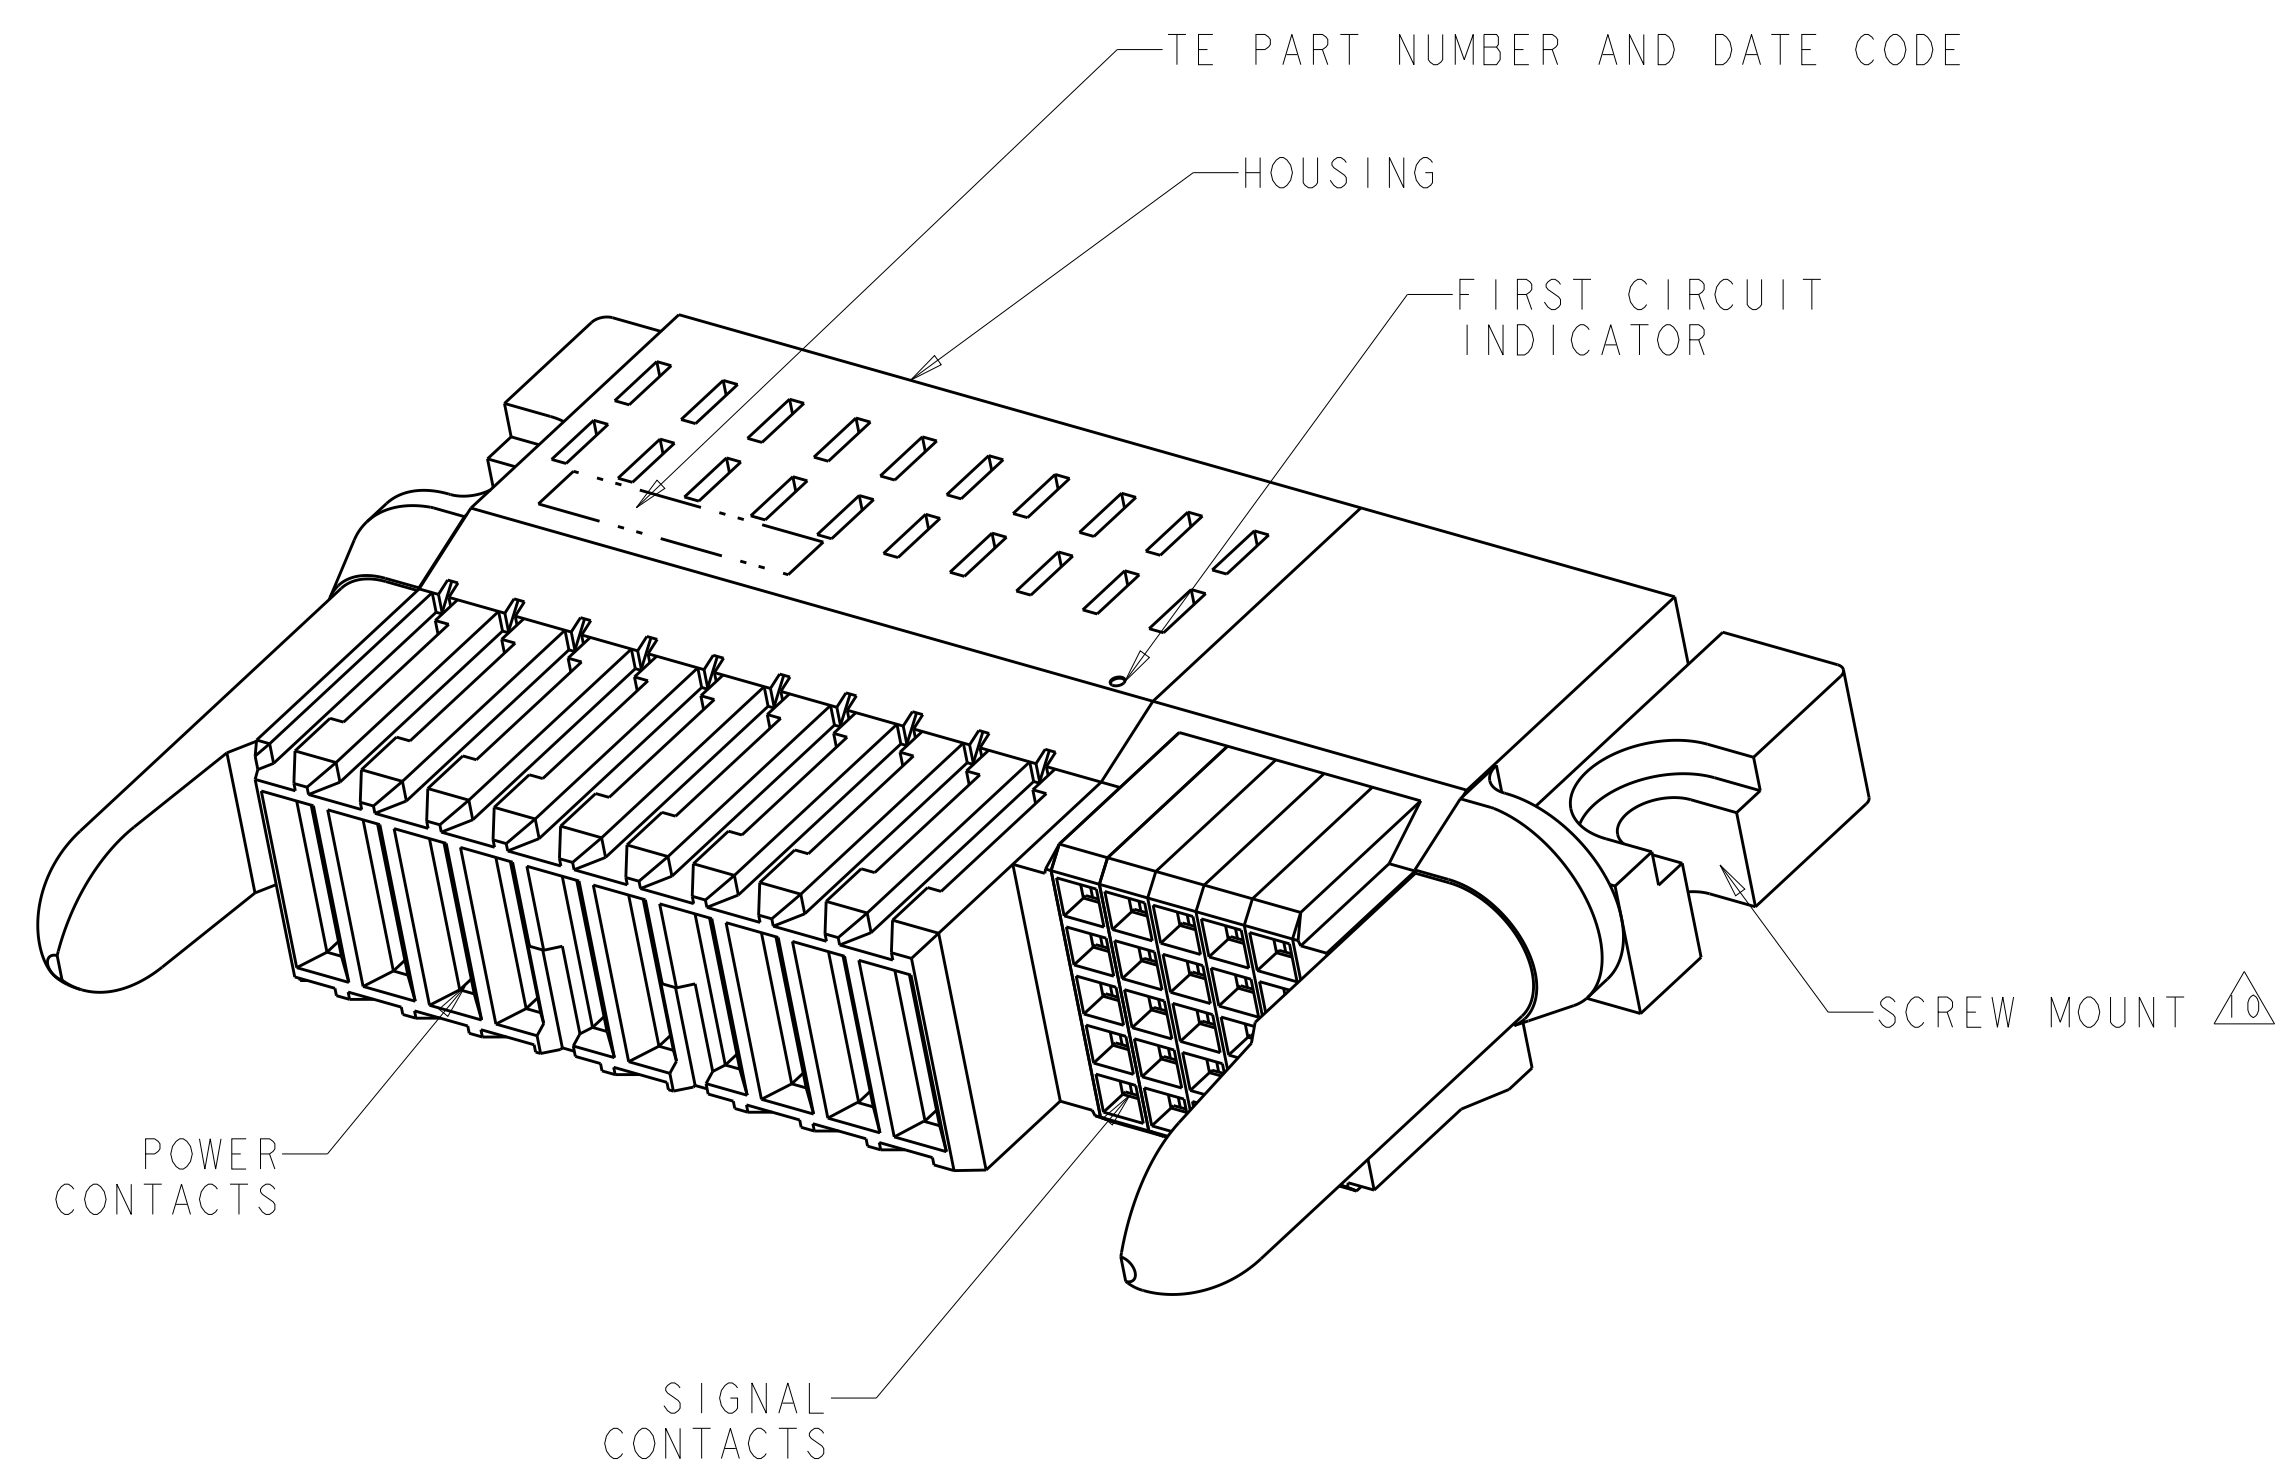 TE PART NUMBER AND DATE CODE
HOUSING
FIRST CIRCUIT
INDICATOR
SCREW MOUNT 10
POWER
CONTACTS
SIGNAL
CONTACTS